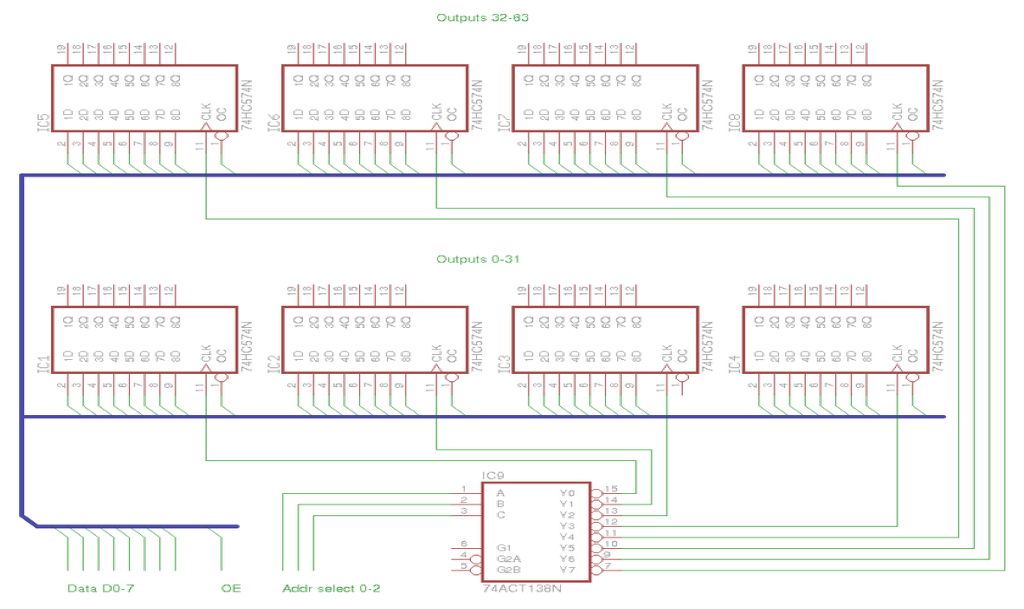 Outputs 32-63
19 18 17 16 15 14 13 12 19 18 17 16 15 14 13 12 19 18 17 16 15 14 13 12 19 18 17 16 15 14 13 12
1Q 2Q 3Q 4Q 5Q 6Q 7Q 8Q 1Q 2Q 3Q 4Q 5Q 6Q 7Q 8Q 1Q 2Q 3Q 4Q 5Q 6Q 7Q 8Q 1Q 2Q 3Q 4Q 5Q 6Q 7Q 8Q
IC5 1D 2D 3D 4D 5D 6D 7D 8D CLK OC 74HC574N IC6 1D 2D 3D 4D 5D 6D 7D 8D CLK OC 74HC574N IC7 1D 2D 3D 4D 5D 6D 7D 8D CLK OC 74HC574N IC8 1D 2D 3D 4D 5D 6D 7D 8D CLK OC 74HC574N
2 3 4 5 6 7 8 9 11 1 2 3 4 5 6 7 8 9 11 1 2 3 4 5 6 7 8 9 11 1 2 3 4 5 6 7 8 9 11 1
Outputs 0-31
19 18 17 16 15 14 13 12 19 18 17 16 15 14 13 12 19 18 17 16 15 14 13 12 19 18 17 16 15 14 13 12
1Q 2Q 3Q 4Q 5Q 6Q 7Q 8Q 1Q 2Q 3Q 4Q 5Q 6Q 7Q 8Q 1Q 2Q 3Q 4Q 5Q 6Q 7Q 8Q 1Q 2Q 3Q 4Q 5Q 6Q 7Q 8Q
IC1 1D 2D 3D 4D 5D 6D 7D 8D CLK OC 74HC574N IC2 1D 2D 3D 4D 5D 6D 7D 8D CLK OC 74HC574N IC3 1D 2D 3D 4D 5D 6D 7D 8D CLK OC 74HC574N IC4 1D 2D 3D 4D 5D 6D 7D 8D CLK OC 74HC574N
2 3 4 5 6 7 8 9 11 1 2 3 4 5 6 7 8 9 11 1 2 3 4 5 6 7 8 9 11 1 2 3 4 5 6 7 8 9 11 1
IC9
1 A Y0 15
2 B Y1 14
3 C Y2 13
Y3 12
Y4 11
6 G1 Y5 10
4 G2A Y6 9
5 G2B Y7 7
Data D0-7 OE Addr select 0-2 74ACT138N